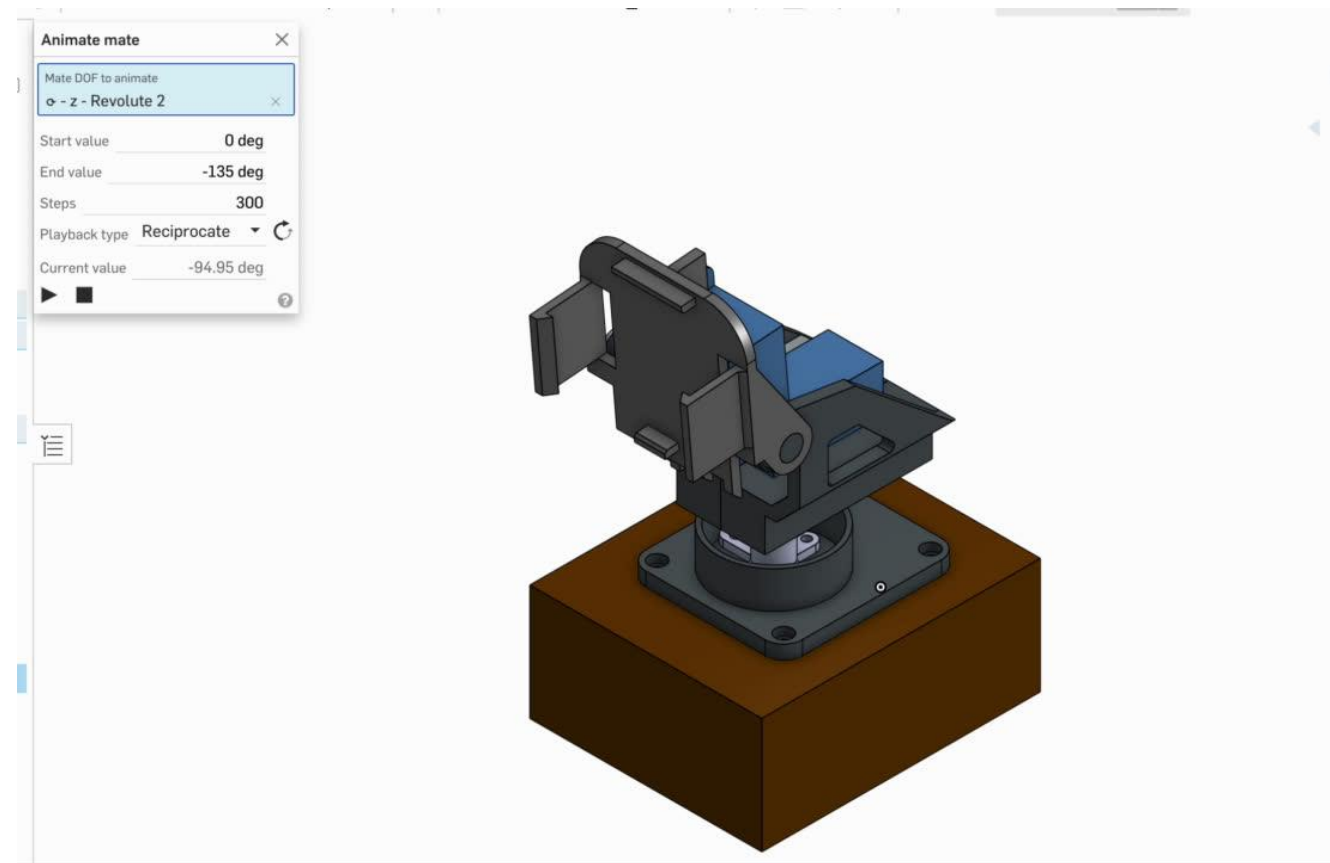 Animate mate
Mate DOF to animate
- z - Revolute 2
Start value 0 deg
End value -135 deg
Steps 300
Playback type Reciprocate
Current value -94.95 deg